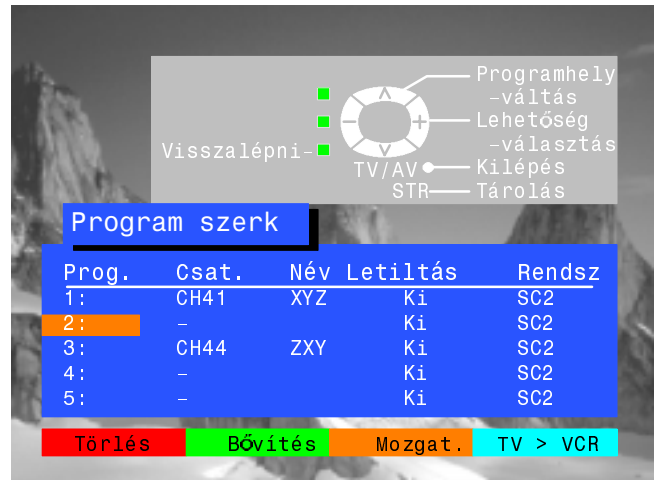 Programhely
-váltás
Lehetőség
-választás
Visszalépni-
TV/AV Kilépés
STR Tárolás
Program szerk
Prog. Csat. Név Letiltás Rendsz
1: CH41 XYZ Ki SC2
2: - Ki SC2
3: CH44 ZXY Ki SC2
4: - Ki SC2
5: - Ki SC2
Törlés Bővítés Mozgat. TV > VCR